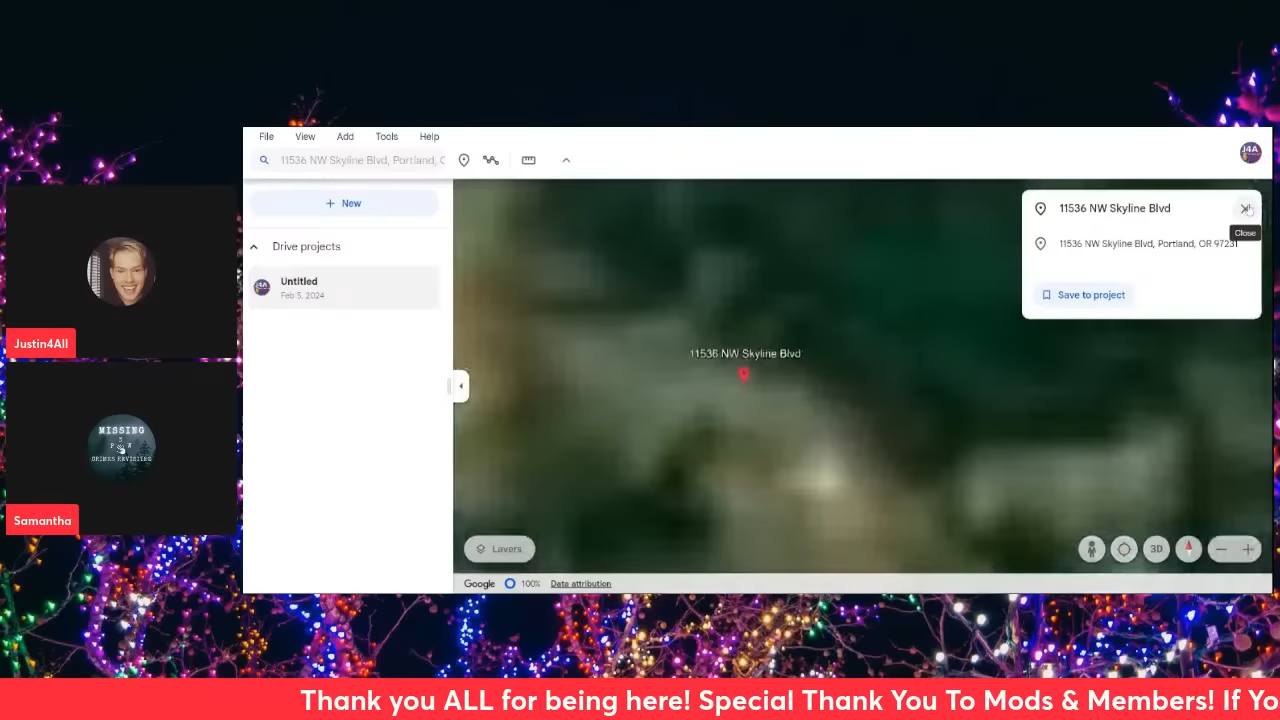 File View Add Tools Help
11536 NW Skyline Blvd, Portland, O
J4A
+ New
Drive projects
J4A
Untitled
Feb 5, 2024
11536 NW Skyline Blvd
Close
11536 NW Skyline Blvd, Portland, OR 97231
Save to project
11536 NW Skyline Blvd
Justin4All
MISSING
CRIMES REVISITED
Samantha
Layers
3D
Google 100% Data attribution
Thank you ALL for being here! Special Thank You To Mods & Members! If Yo